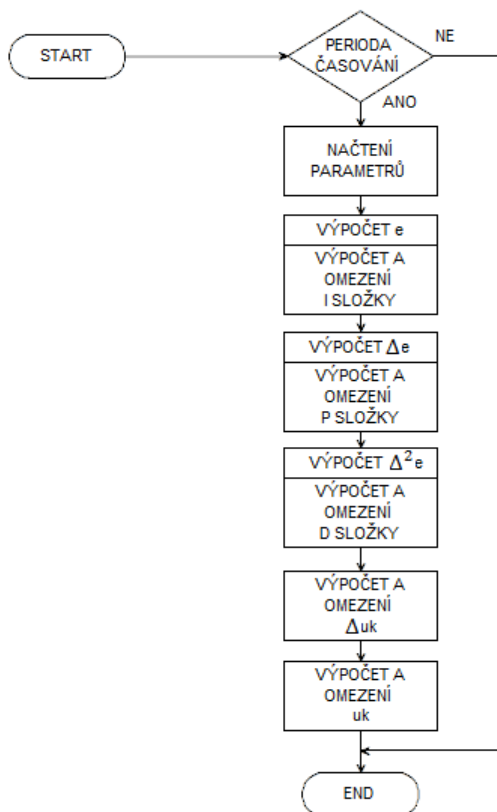 START
PERIODA
ČASOVÁNÍ
NE
ANO
NAČTENÍ
PARAMETRŮ
VÝPOČET e
VÝPOČET A
OMEZENÍ
I SLOŽKY
VÝPOČET Δe
VÝPOČET A
OMEZENÍ
P SLOŽKY
VÝPOČET Δ²e
VÝPOČET A
OMEZENÍ
D SLOŽKY
VÝPOČET A
OMEZENÍ
Δuk
VÝPOČET A
OMEZENÍ
uk
END